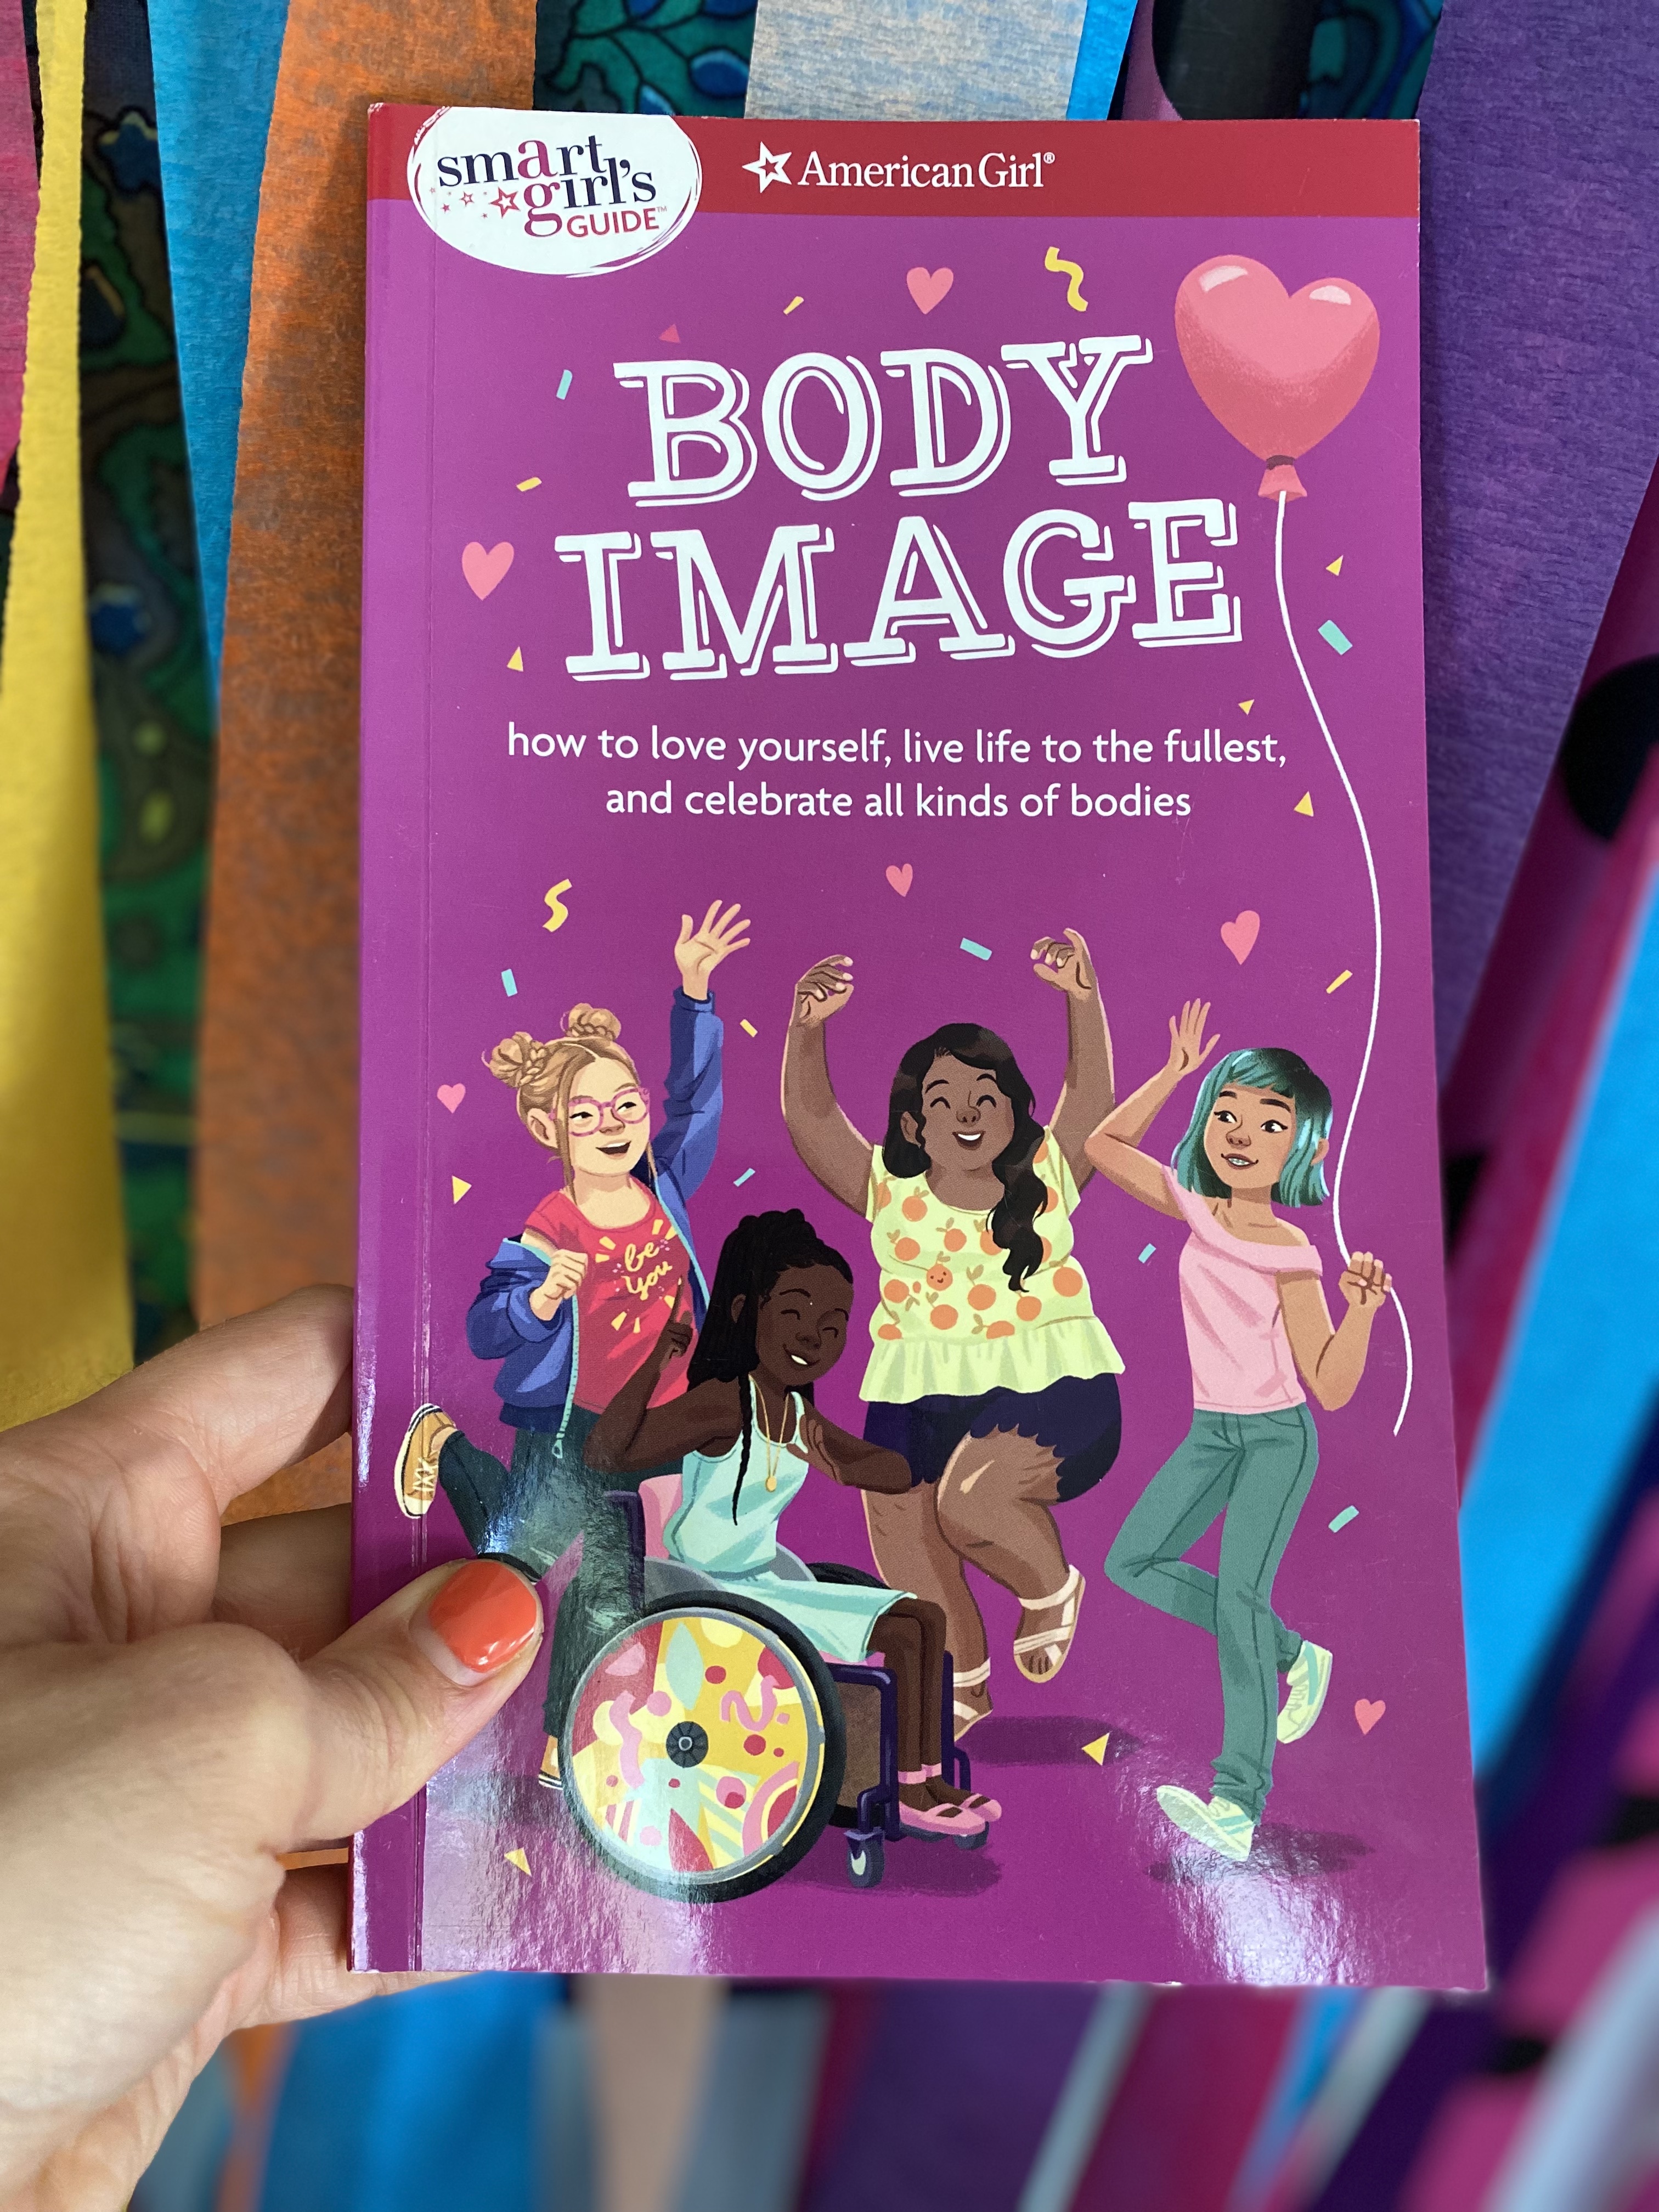 smart
girl's
GUIDE™
American Girl®
BODY
IMAGE
how to love yourself, live life to the fullest,
and celebrate all kinds of bodies
be
you